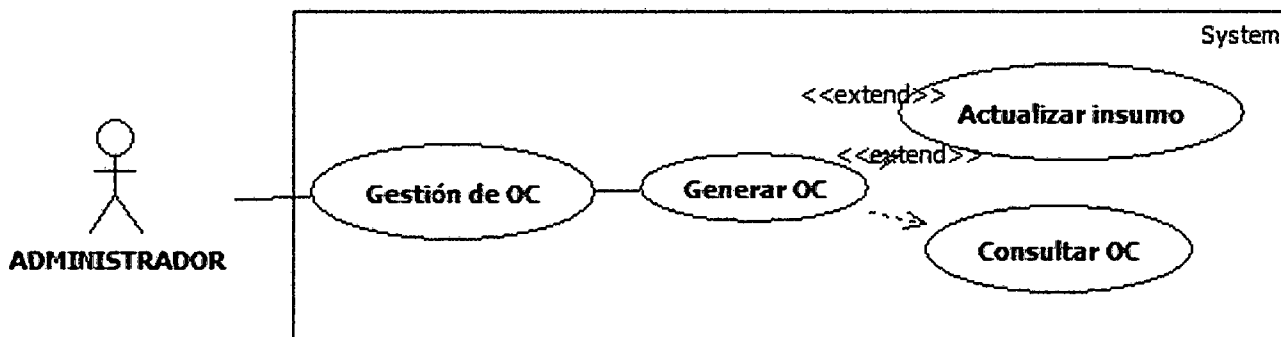 System
<<extend>>
Actualizar insumo
<<extend>>
Gestión de OC
Generar OC
Consultar OC
ADMINISTRADOR